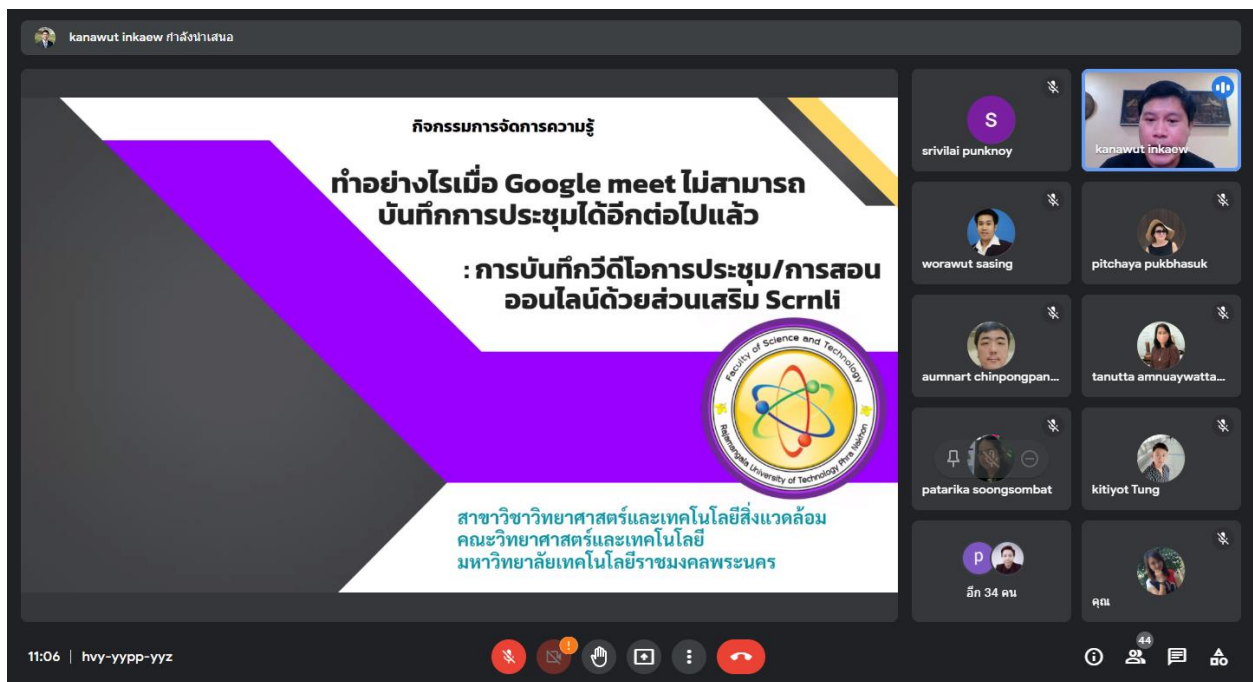 kanawut inkaew กำลังนำเสนอ
กิจกรรมการจัดการความรู้
ทำอย่างไรเมื่อ Google meet ไม่สามารถ
บันทึกการประชุมได้อีกต่อไปแล้ว
: การบันทึกวีดีโอการประชุม/การสอน
ออนไลน์ด้วยส่วนเสริม Scrnli
Faculty of Science and Technology
Rajamangala University of Technology Phra Nakhon
สาขาวิชาวิทยาศาสตร์และเทคโนโลยีสิ่งแวดล้อม
คณะวิทยาศาสตร์และเทคโนโลยี
มหาวิทยาลัยเทคโนโลยีราชมงคลพระนคร
S
srivilai punknoy
kanawut inkaew
worawut sasing
pitchaya pukbhasuk
aumnart chinpongpan...
tanutta amnuaywatta...
patarika soongsombat
kitiyot Tung
p
อีก 34 คน
คุณ
11:06 | hvy-yypp-yyz
!
44